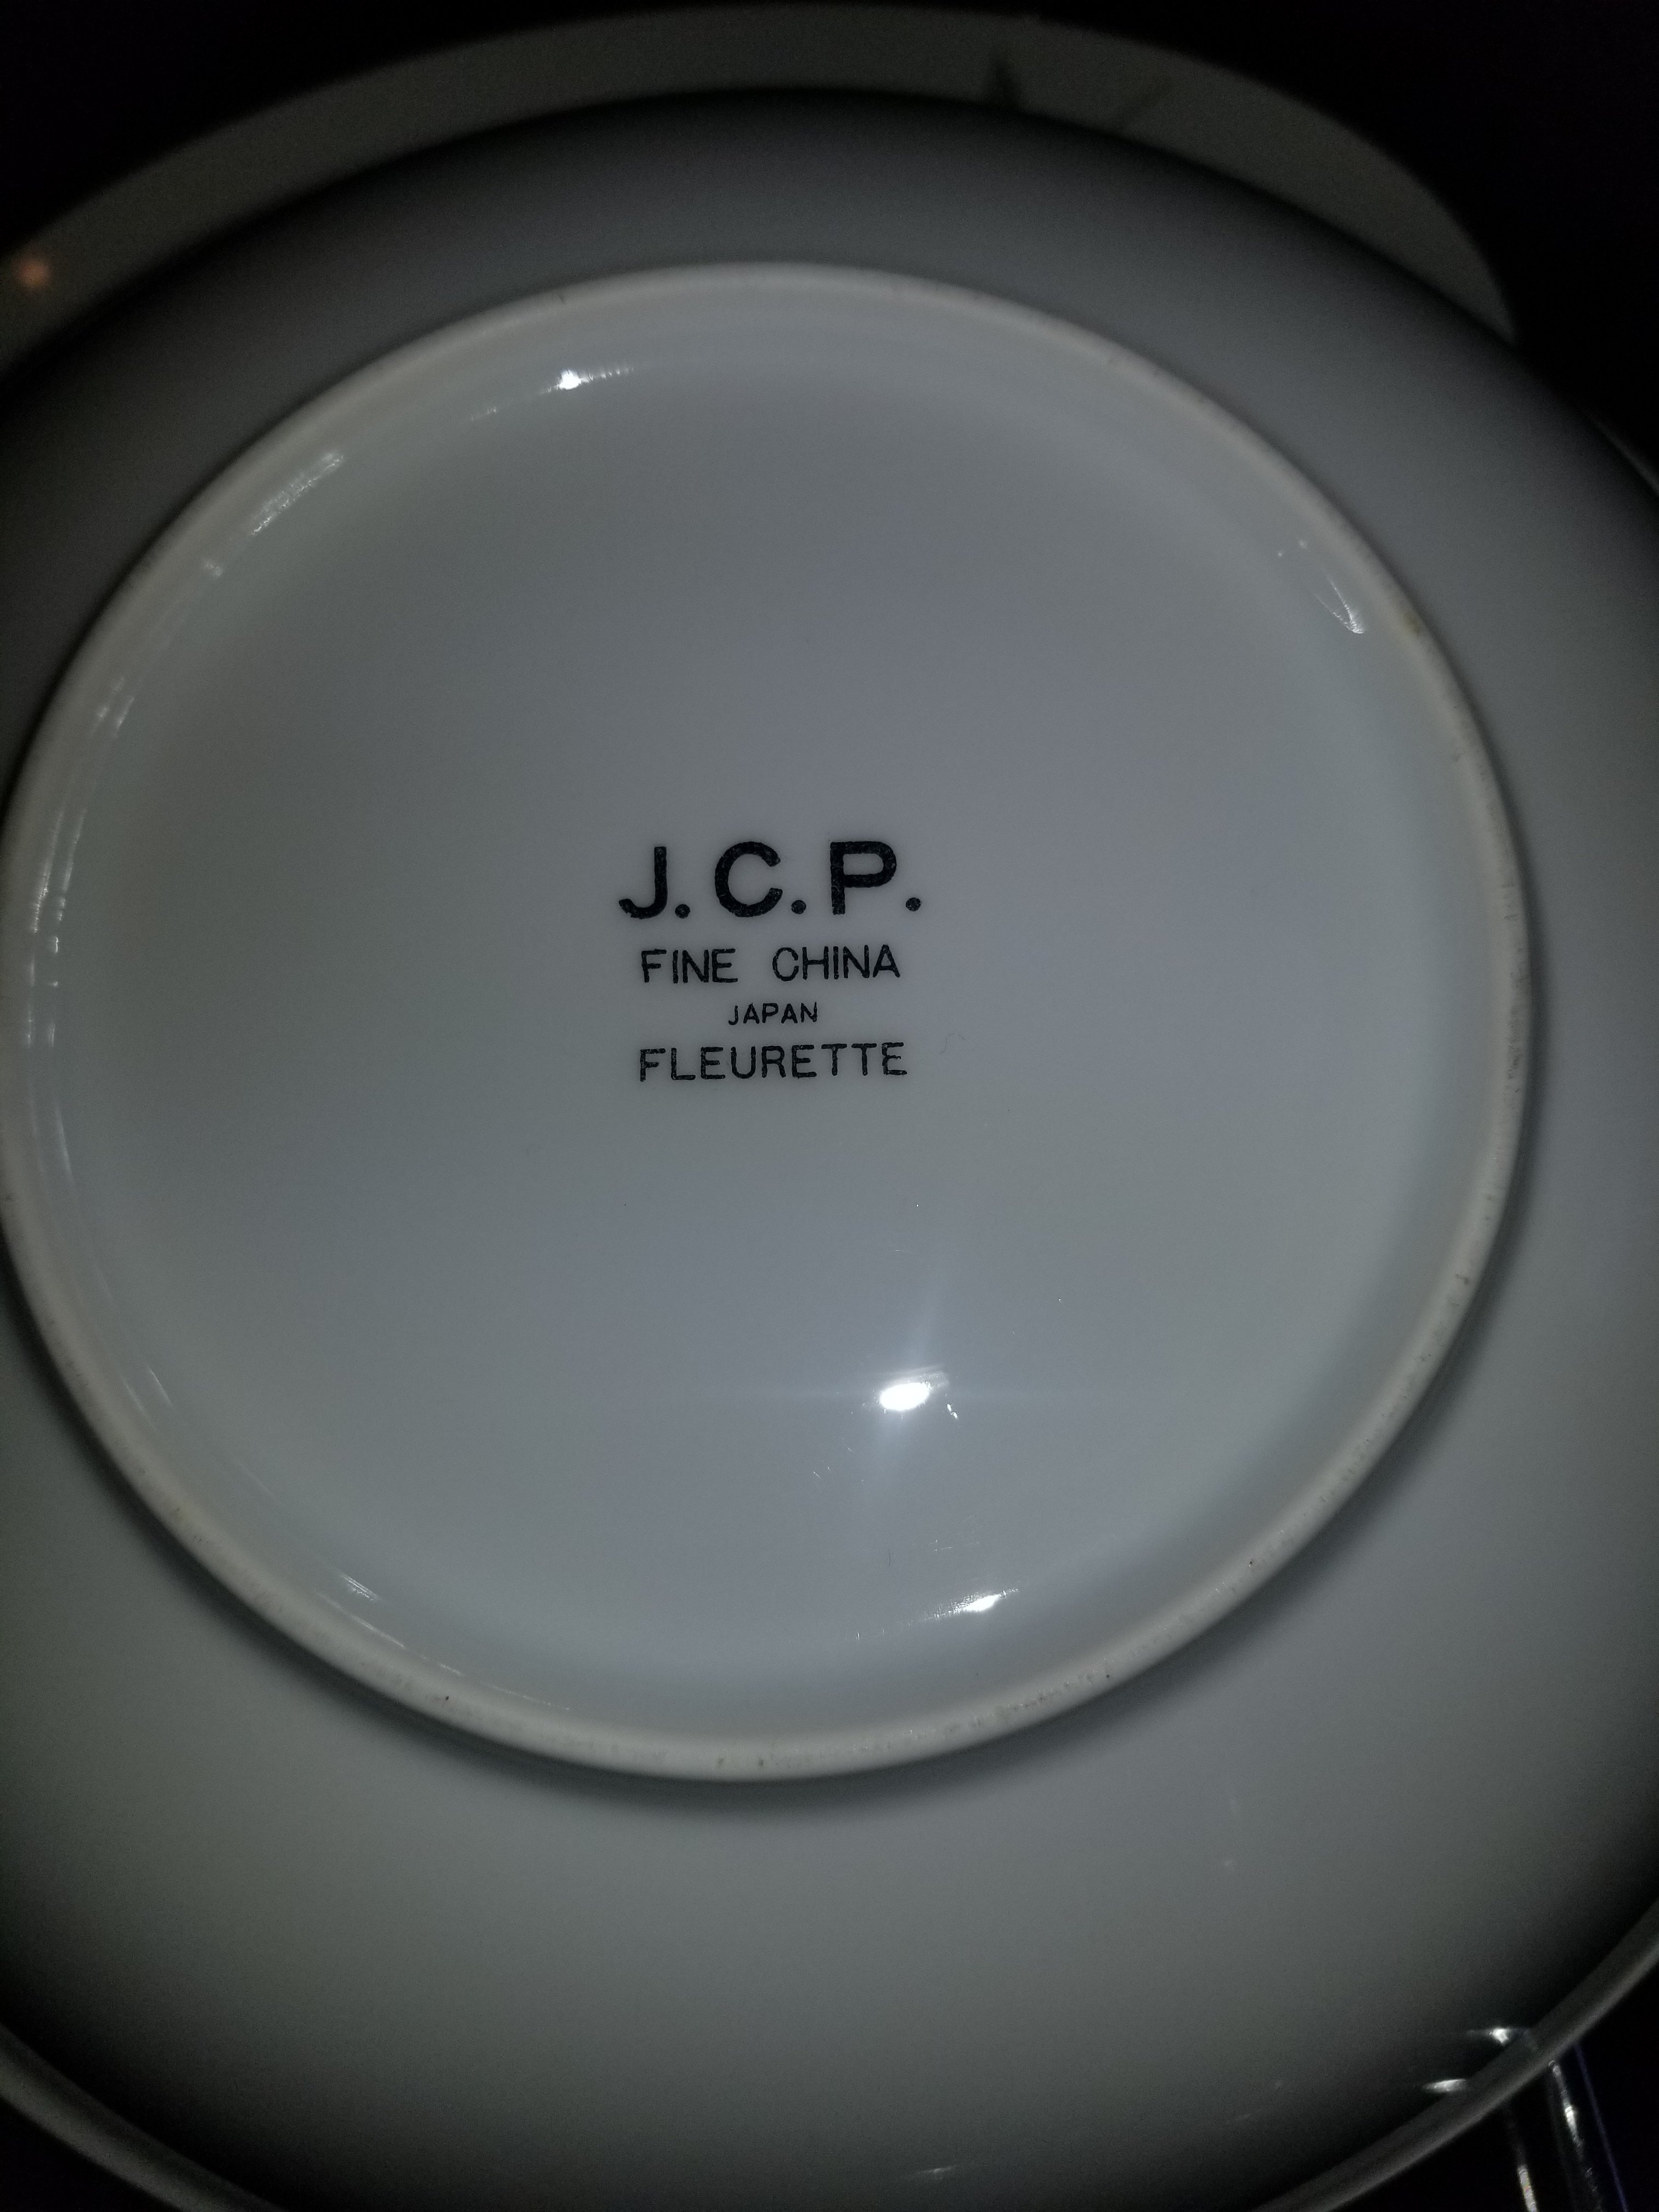 J.C.P.
FINE CHINA
JAPAN
FLEURETTE